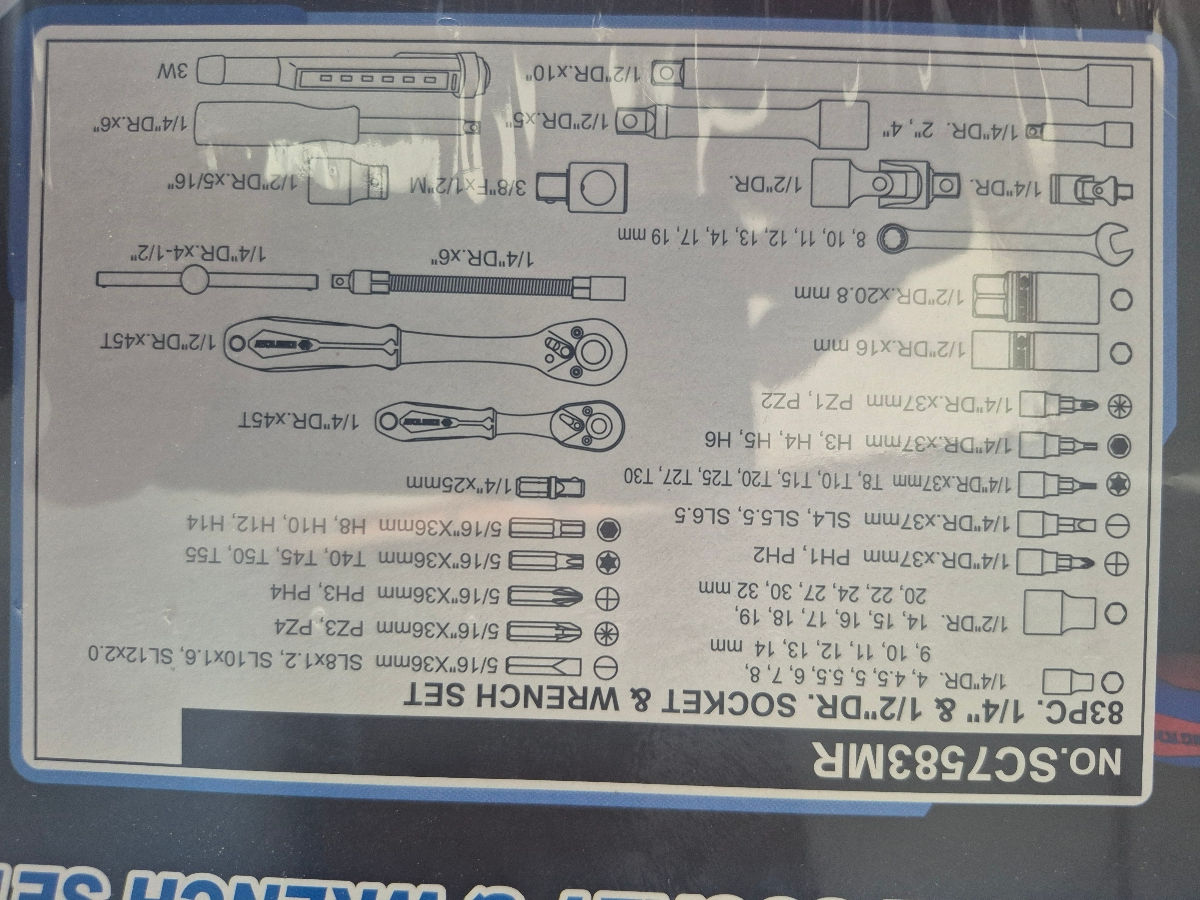 & WRENCH SE
NO.SC7583MR
83PC. 1/4" & 1/2"DR. SOCKET & WRENCH SET
1/4"DR. 4, 4.5, 5, 5.5, 6, 7, 8,
9, 10, 11, 12, 13, 14 mm
1/2"DR. 14, 15, 16, 17, 18, 19,
20, 22, 24, 27, 30, 32 mm
1/4"DR.x37mm PH1, PH2
1/4"DR.x37mm SL4, SL5.5, SL6.5
1/4"DR.x37mm T8, T10, T15, T20, T25, T27, T30
1/4"DR.x37mm H3, H4, H5, H6
1/4"DR.x37mm PZ1, PZ2
1/2"DR.x16 mm
1/2"DR.x20.8 mm
8, 10, 11, 12, 13, 14, 17, 19 mm
1/4"DR.
1/2"DR.
1/4"DR. 2", 4"
1/2"DR.x5"
1/2"DR.x10"
5/16"X36mm SL8x1.2, SL10x1.6, SL12x2.0
5/16"X36mm PZ3, PZ4
5/16"X36mm PH3, PH4
5/16"X36mm T40, T45, T50, T55
5/16"X36mm H8, H10, H12, H14
1/4"x25mm
1/4"DR.x45T
1/2"DR.x45T
1/4"DR.x6"
1/4"DR.x4-1/2"
3/8"Fx1/2"M
1/2"DR.x5/16"
1/4"DR.x6"
3W